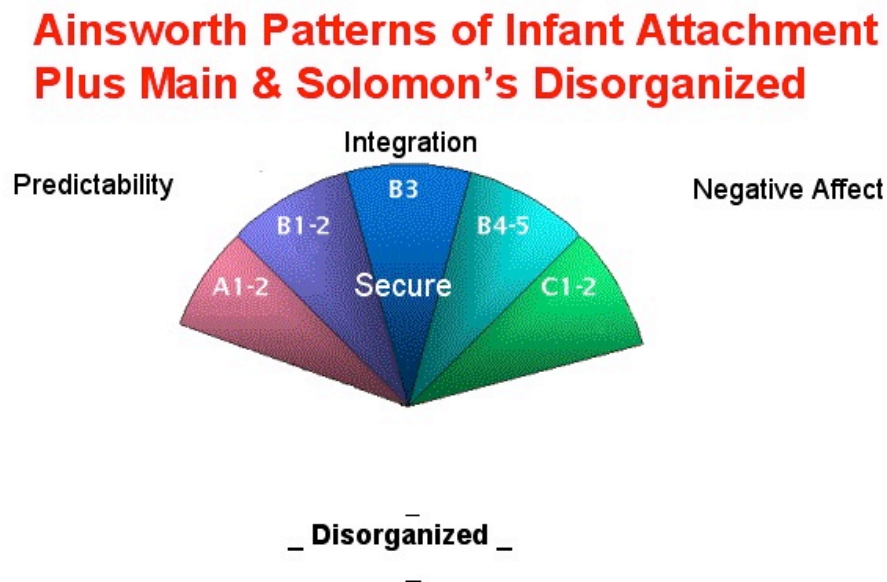 Ainsworth Patterns of Infant Attachment
Plus Main & Solomon's Disorganized
Integration
Predictability
Negative Affect
B3
B1-2
B4-5
A1-2
Secure
C1-2
_
_ Disorganized _
_